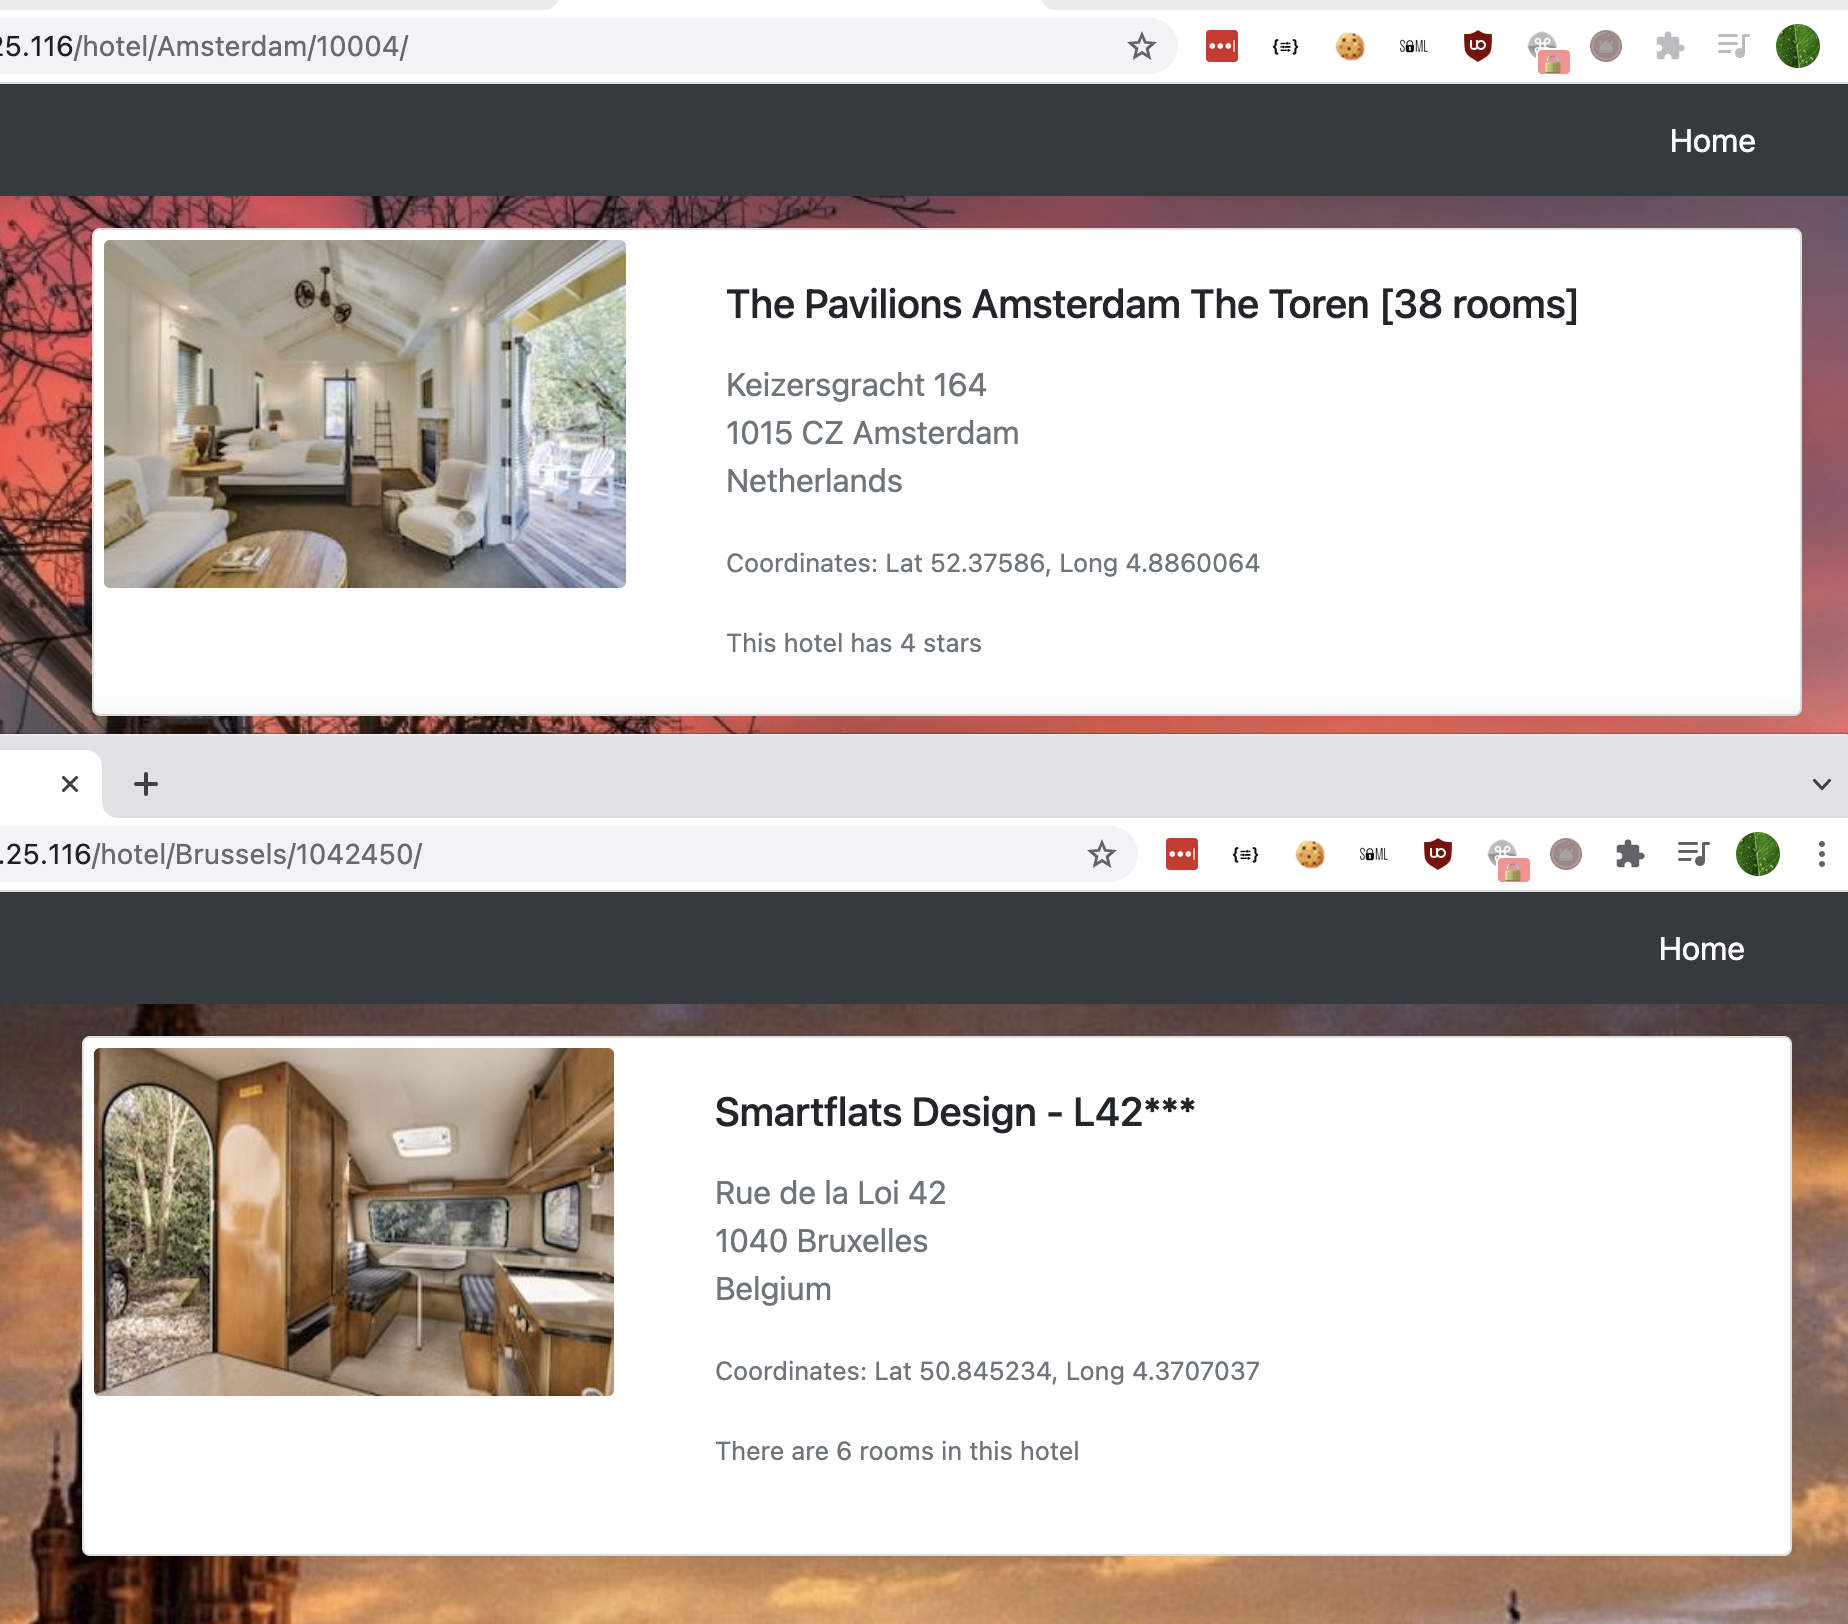 25.116/hotel/Amsterdam/10004/
SAML
Home
The Pavilions Amsterdam The Toren [38 rooms]
Keizersgracht 164
1015 CZ Amsterdam
Netherlands
Coordinates: Lat 52.37586, Long 4.8860064
This hotel has 4 stars
.25.116/hotel/Brussels/1042450/
SAML
Home
Smartflats Design - L42***
Rue de la Loi 42
1040 Bruxelles
Belgium
Coordinates: Lat 50.845234, Long 4.3707037
There are 6 rooms in this hotel